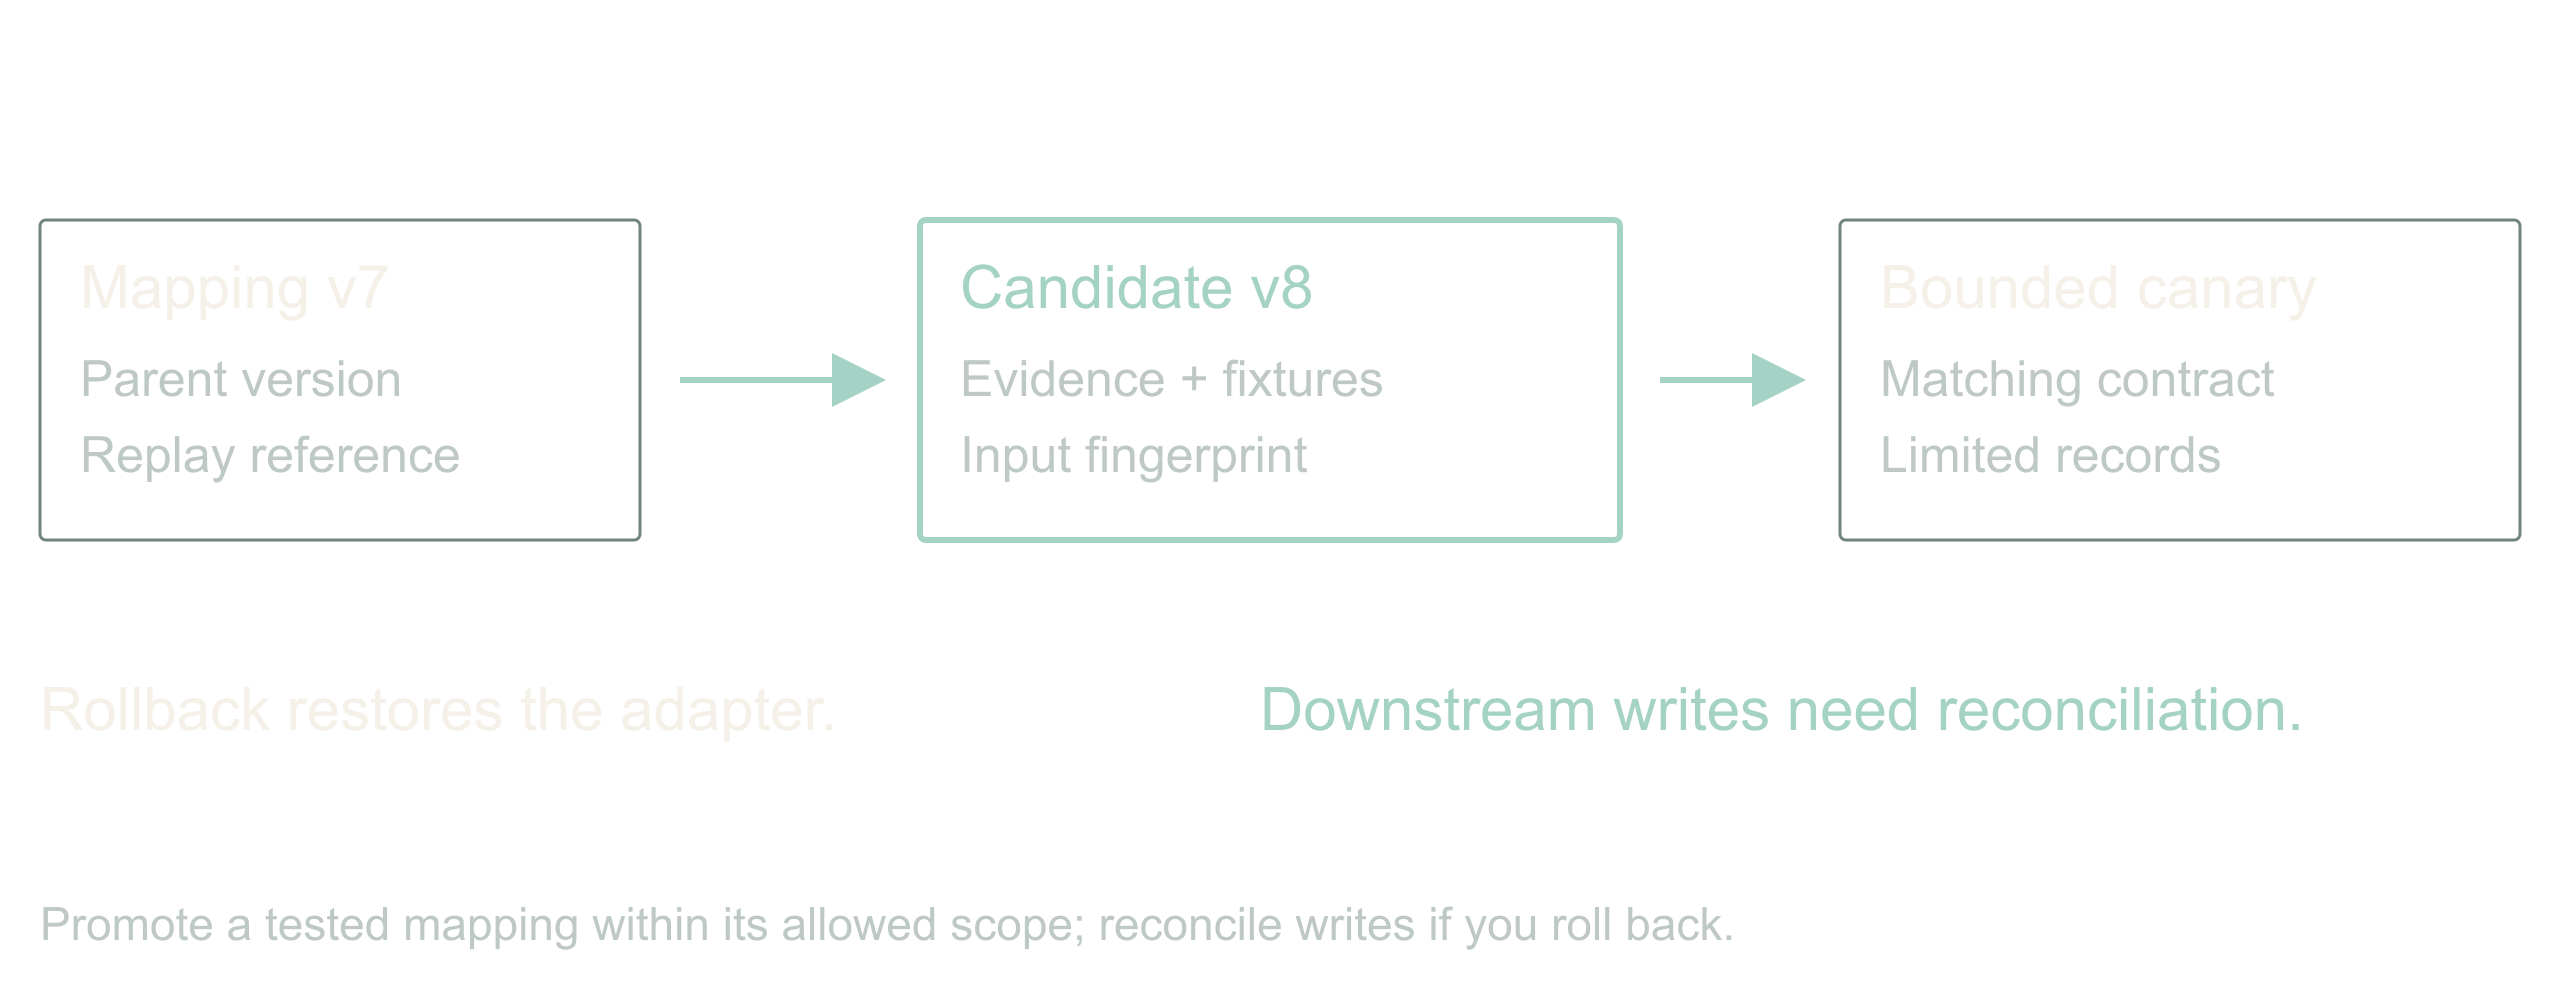 Mapping v7
Parent version
Replay reference
Candidate v8
Evidence + fixtures
Input fingerprint
Bounded canary
Matching contract
Limited records
Rollback restores the adapter.
Downstream writes need reconciliation.
Promote a tested mapping within its allowed scope; reconcile writes if you roll back.